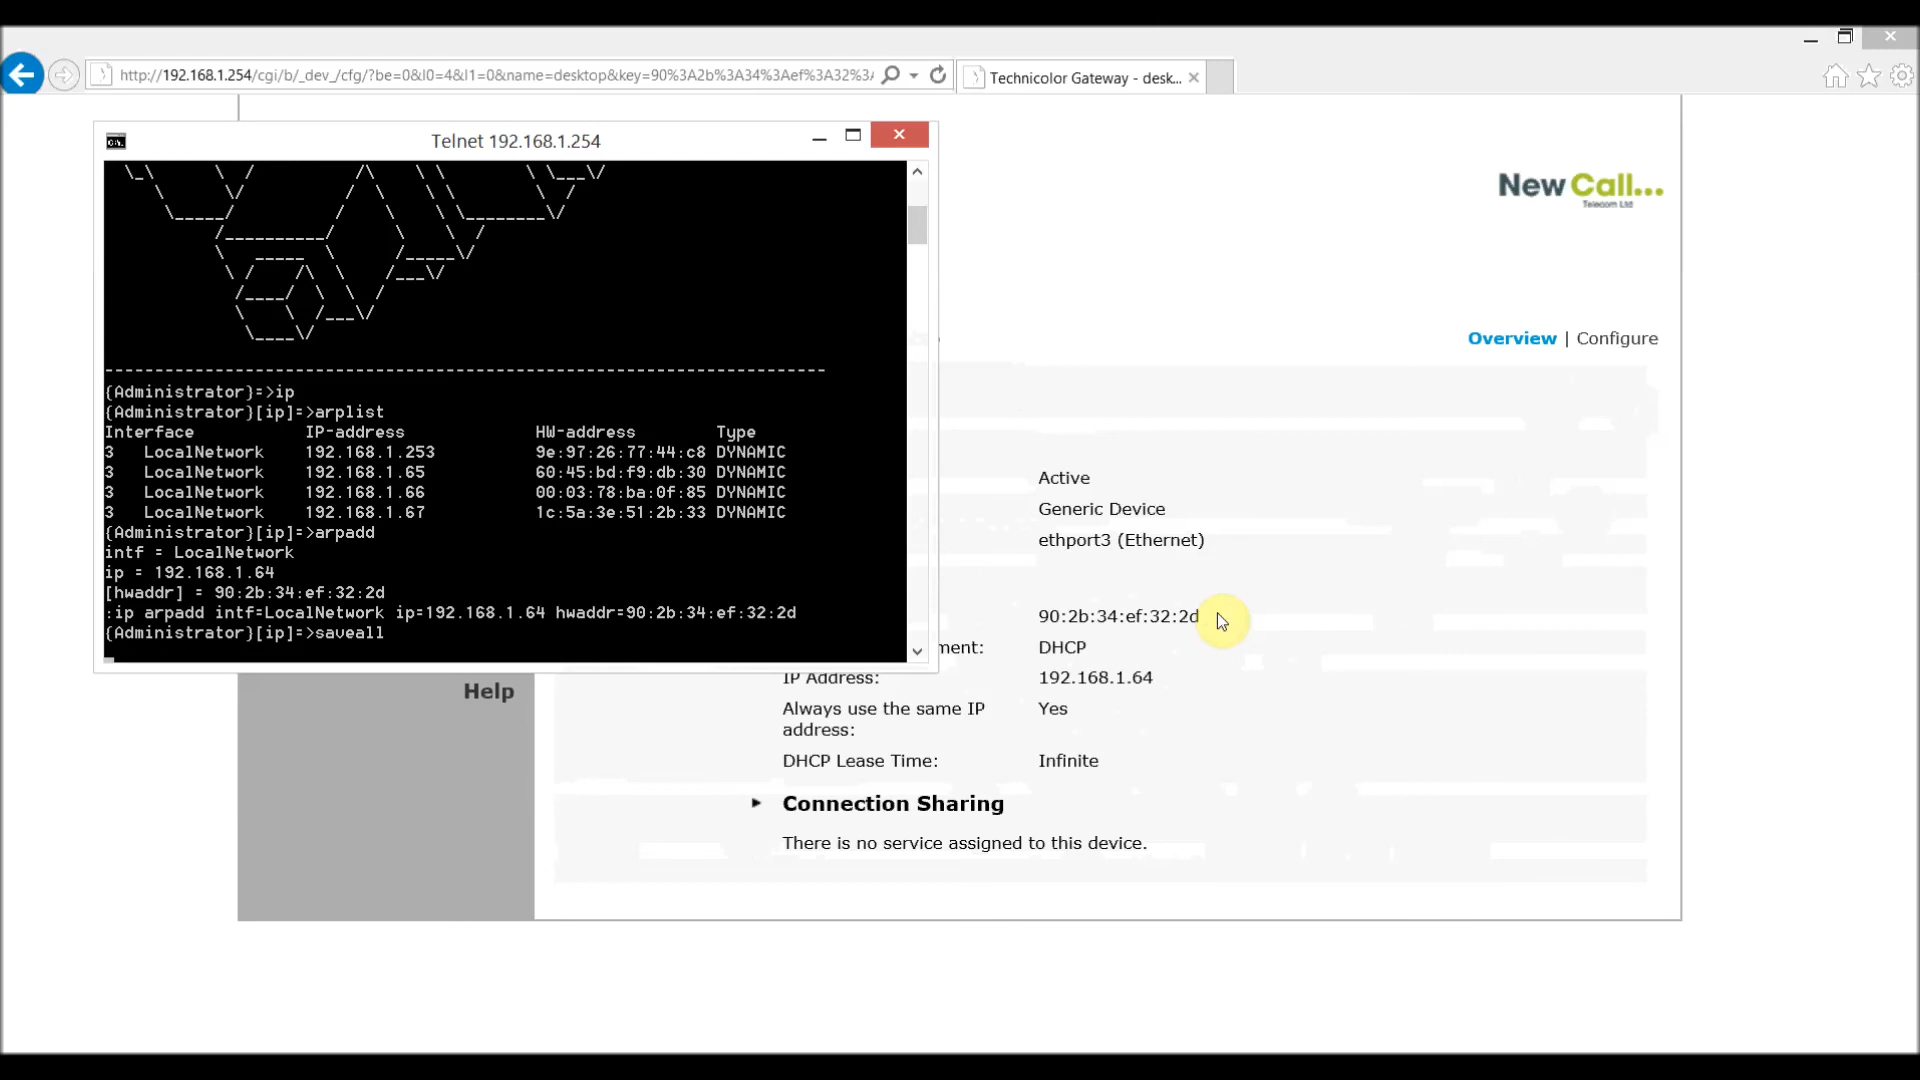 http://192.168.1.254/cgi/b/_dev_/cfg/?be=0&l0=4&l1=0&name=desktop&key=90%3A2b%3A34%3Aef%3A32%3A
Technicolor Gateway - desk...
Telnet 192.168.1.254
New Call...
Telecom Ltd
Overview | Configure
{Administrator}=>ip
{Administrator}[ip]=>arplist
Interface IP-address HW-address Type
3 LocalNetwork 192.168.1.253 9e:97:26:77:44:c8 DYNAMIC
3 LocalNetwork 192.168.1.65 60:45:bd:f9:db:30 DYNAMIC
3 LocalNetwork 192.168.1.66 00:03:78:ba:0f:85 DYNAMIC
3 LocalNetwork 192.168.1.67 1c:5a:3e:51:2b:33 DYNAMIC
{Administrator}[ip]=>arpadd
intf = LocalNetwork
ip = 192.168.1.64
[hwaddr] = 90:2b:34:ef:32:2d
:ip arpadd intf=LocalNetwork ip=192.168.1.64 hwaddr=90:2b:34:ef:32:2d
{Administrator}[ip]=>saveall
Active
Generic Device
ethport3 (Ethernet)
90:2b:34:ef:32:2d
ment: DHCP
IP Address: 192.168.1.64
Always use the same IP Yes
address:
DHCP Lease Time: Infinite
Connection Sharing
There is no service assigned to this device.
Help